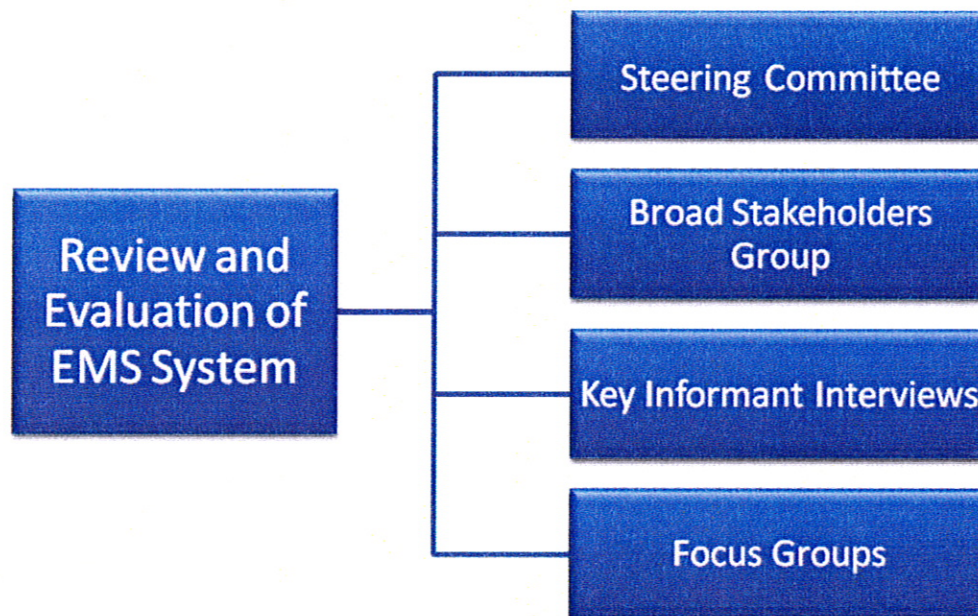 Steering Committee
Broad Stakeholders
Group
Review and
Evaluation of
EMS System
Key Informant Interviews
Focus Groups